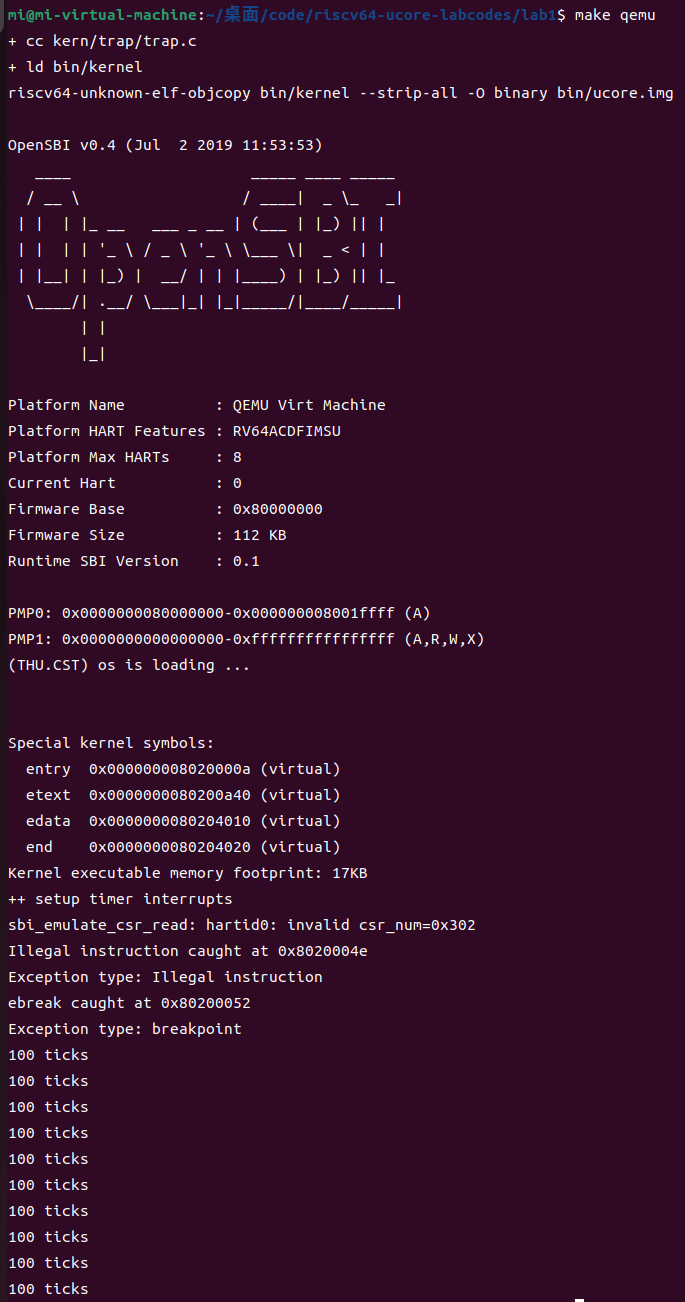 mi@mi-virtual-machine:~/桌面/code/riscv64-ucore-labcodes/lab1$ make qemu
+ cc kern/trap/trap.c
+ ld bin/kernel
riscv64-unknown-elf-objcopy bin/kernel --strip-all -O binary bin/ucore.img
OpenSBI v0.4 (Jul  2 2019 11:53:53)
   ____                    _____ ____ _____
  / __ \                  / ____|  _ \_   _|
 | |  | |_ __   ___ _ __ | (___ | |_) || |
 | |  | | '_ \ / _ \ '_ \ \___ \|  _ < | |
 | |__| | |_) |  __/ | | |____) | |_) || |_
  \____/| .__/ \___|_| |_|_____/|____/_____|
        | |
        |_|
Platform Name          : QEMU Virt Machine
Platform HART Features : RV64ACDFIMSU
Platform Max HARTs     : 8
Current Hart           : 0
Firmware Base          : 0x80000000
Firmware Size          : 112 KB
Runtime SBI Version    : 0.1
PMP0: 0x0000000080000000-0x000000008001ffff (A)
PMP1: 0x0000000000000000-0xffffffffffffffff (A,R,W,X)
(THU.CST) os is loading ...
Special kernel symbols:
  entry  0x000000008020000a (virtual)
  etext  0x0000000080200a40 (virtual)
  edata  0x0000000080204010 (virtual)
  end    0x0000000080204020 (virtual)
Kernel executable memory footprint: 17KB
++ setup timer interrupts
sbi_emulate_csr_read: hartid0: invalid csr_num=0x302
Illegal instruction caught at 0x8020004e
Exception type: Illegal instruction
ebreak caught at 0x80200052
Exception type: breakpoint
100 ticks
100 ticks
100 ticks
100 ticks
100 ticks
100 ticks
100 ticks
100 ticks
100 ticks
100 ticks